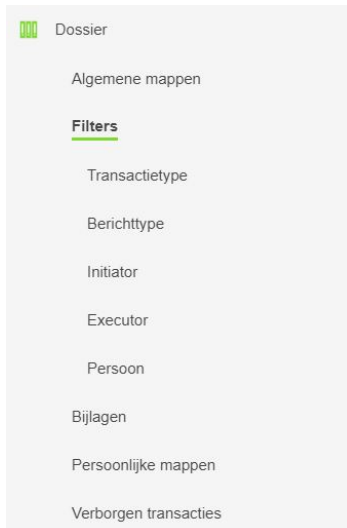 Dossier
Algemene mappen
Filters
Transactietype
Berichttype
Initiator
Executor
Persoon
Bijlagen
Persoonlijke mappen
Verborgen transacties